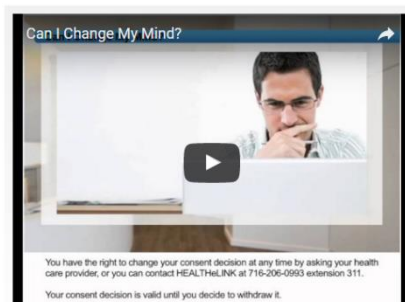 Can I Change My Mind?
You have the right to change your consent decision at any time by asking your health
care provider, or you can contact HEALTHeLINK at 716-206-0993 extension 311.
Your consent decision is valid until you decide to withdraw it.